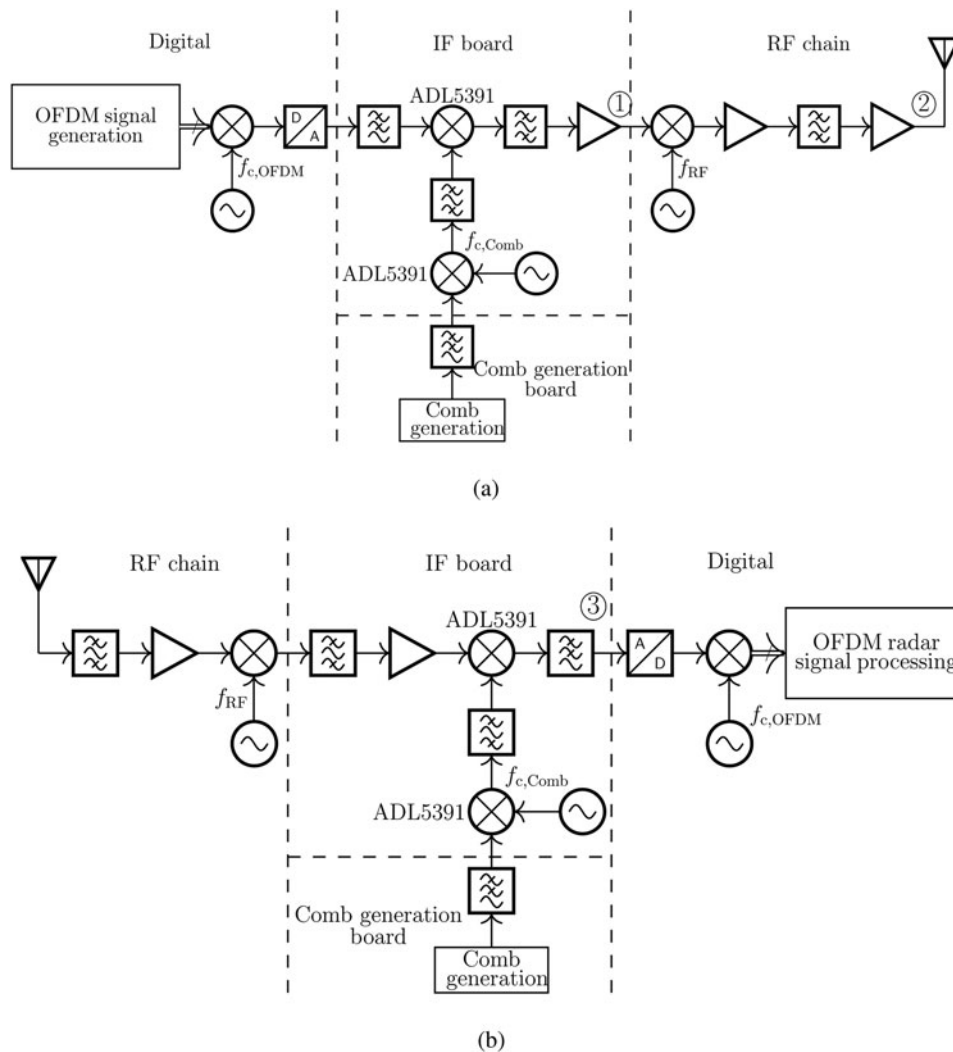 Digital
IF board
RF chain
OFDM signal
generation
D
A
ADL5391
①
②
f_c,OFDM
f_RF
f_c,Comb
ADL5391
Comb generation
board
Comb
generation
(a)
RF chain
IF board
Digital
ADL5391
③
A
D
OFDM radar
signal processing
f_RF
f_c,OFDM
f_c,Comb
ADL5391
Comb generation
board
Comb
generation
(b)